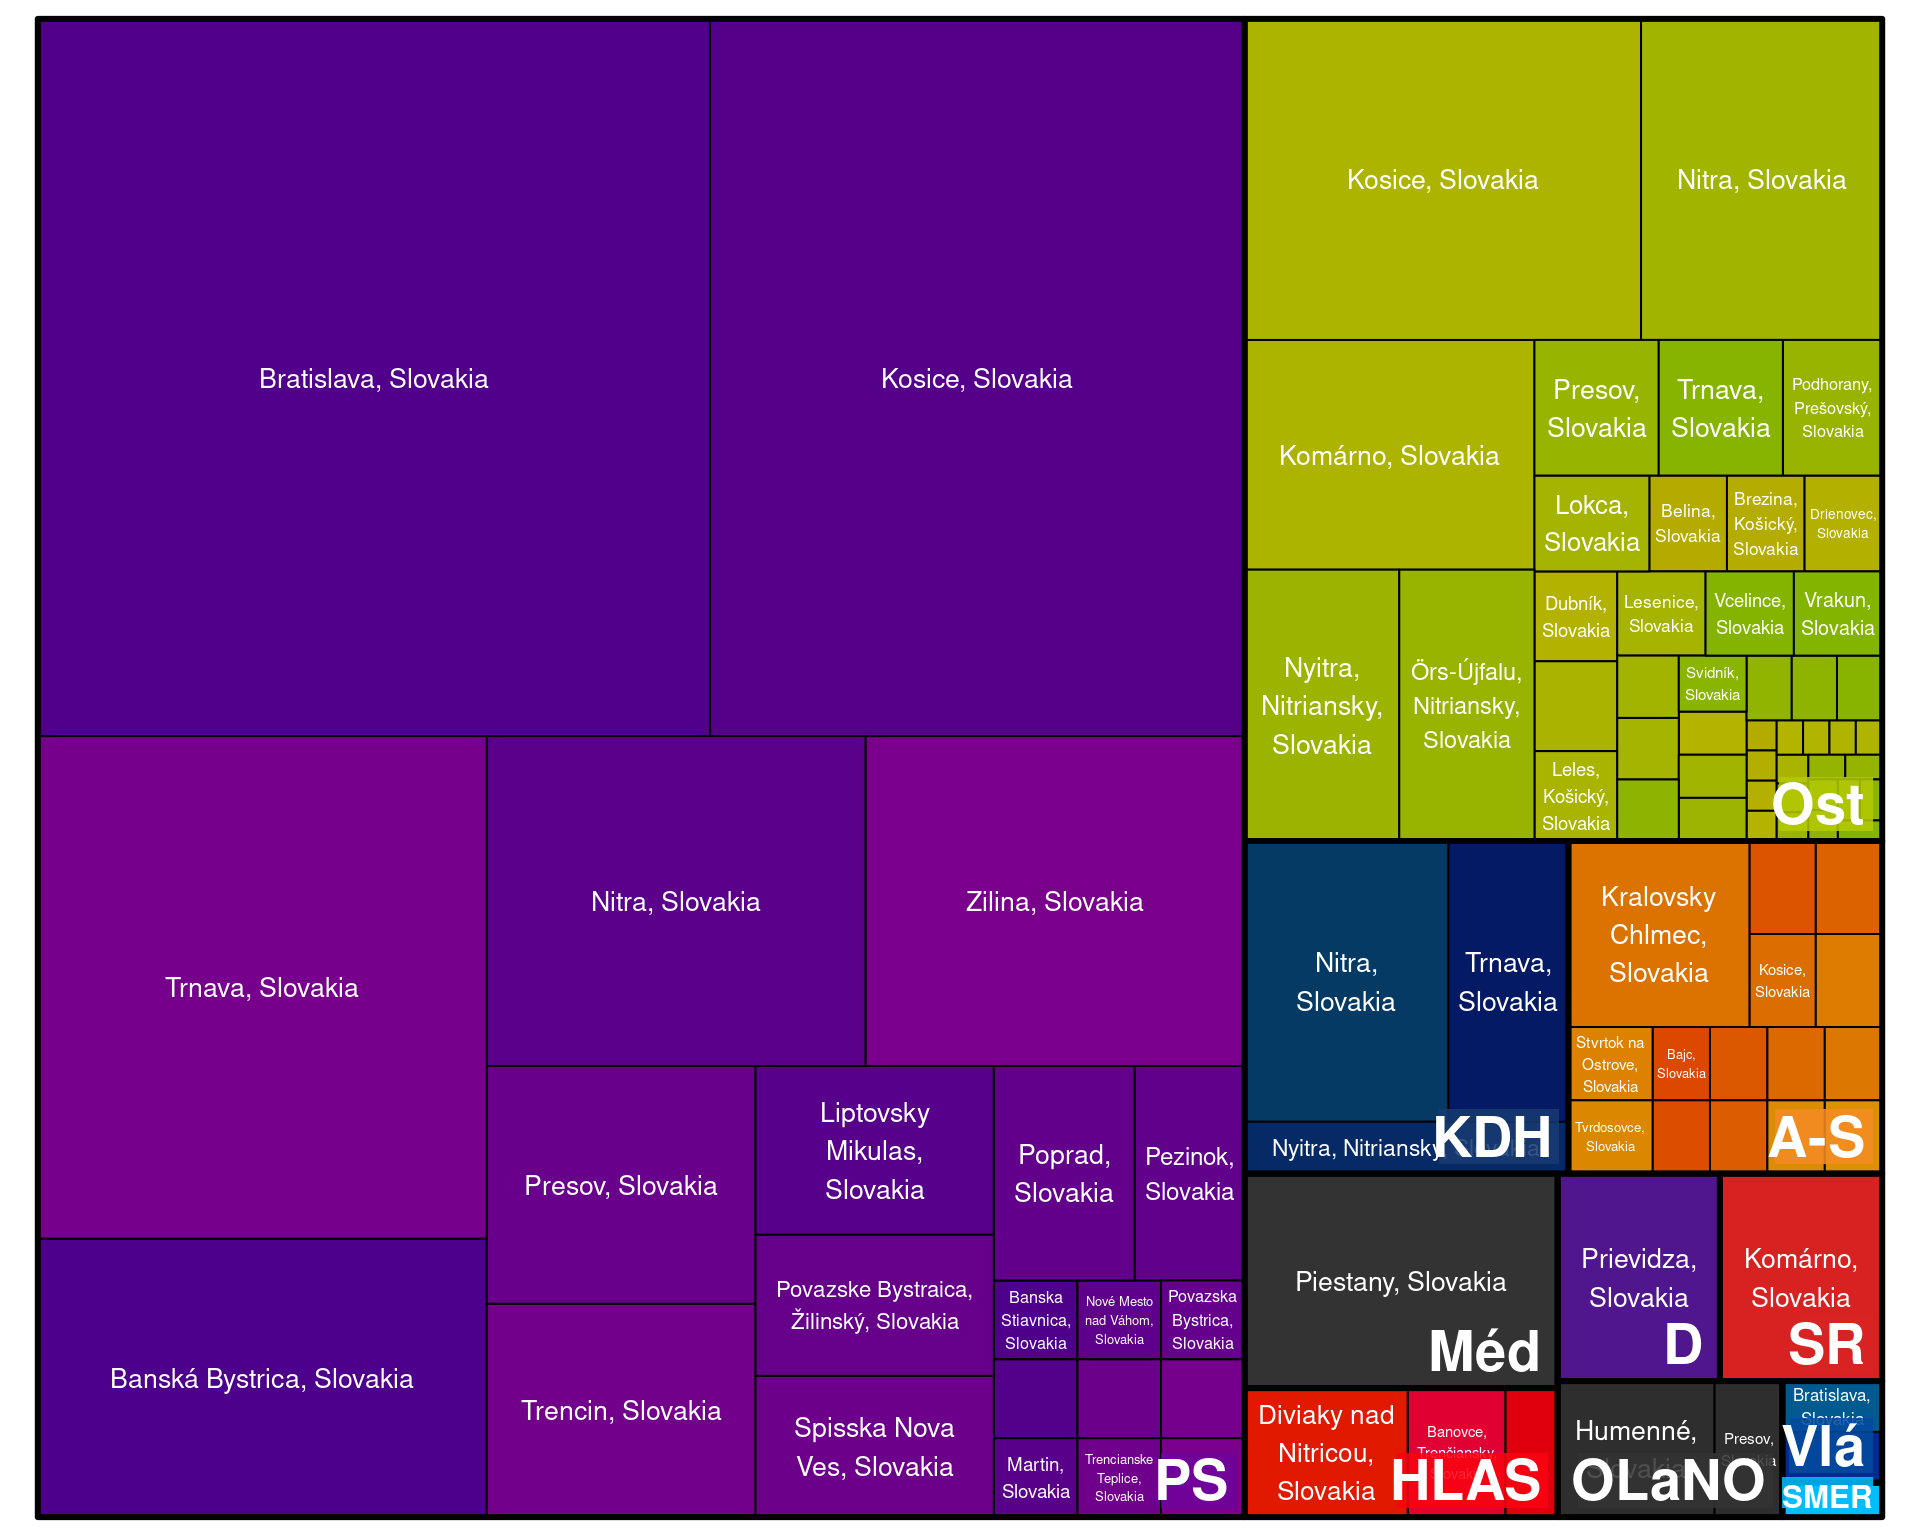 Bratislava, Slovakia
Kosice, Slovakia
Trnava, Slovakia
Nitra, Slovakia
Zilina, Slovakia
Banská Bystrica, Slovakia
Presov, Slovakia
Trencin, Slovakia
Liptovsky
Mikulas,
Slovakia
Povazske Bystraica,
Žilinský, Slovakia
Spisska Nova
Ves, Slovakia
Poprad,
Slovakia
Pezinok,
Slovakia
Banska
Stiavnica,
Slovakia
Nové Mesto
nad Váhom,
Slovakia
Povazska
Bystrica,
Slovakia
Martin,
Slovakia
Trencianske
Teplice,
Slovakia
PS
Kosice, Slovakia
Nitra, Slovakia
Komárno, Slovakia
Presov,
Slovakia
Trnava,
Slovakia
Podhorany,
Prešovský,
Slovakia
Lokca,
Slovakia
Belina,
Slovakia
Brezina,
Košický,
Slovakia
Drienovec,
Slovakia
Nyitra,
Nitriansky,
Slovakia
Örs-Újfalu,
Nitriansky,
Slovakia
Dubník,
Slovakia
Lesenice,
Slovakia
Vcelince,
Slovakia
Vrakun,
Slovakia
Svidník,
Slovakia
Leles,
Košický,
Slovakia
Ost
Nitra,
Slovakia
Trnava,
Slovakia
Nyitra, Nitriansky, Slovakia
KDH
Kralovsky
Chlmec,
Slovakia
Kosice,
Slovakia
Stvrtok na
Ostrove,
Slovakia
Bajc,
Slovakia
Tvrdosovce,
Slovakia
A-S
Piestany, Slovakia
Méd
Prievidza,
Slovakia
D
Komárno,
Slovakia
SR
Diviaky nad
Nitricou,
Slovakia
Banovce,
Trenčiansky,
Slovakia
HLAS
Humenné,
Slovakia
Presov,
Slovakia
OLaNO
Bratislava,
Slovakia
Vlá
SMER